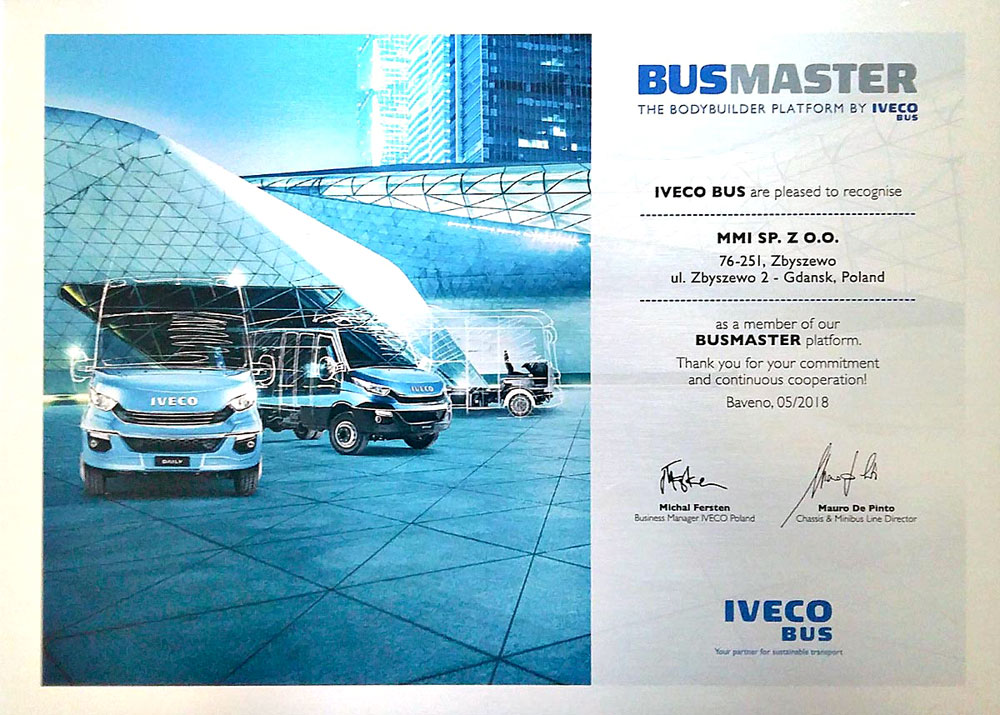 BUSMASTER
THE BODYBUILDER PLATFORM BY IVECO
BUS
IVECO BUS are pleased to recognise
MMI SP. Z O.O.
76-251, Zbyszewo
ul. Zbyszewo 2 - Gdansk, Poland
as a member of our
BUSMASTER platform.
Thank you for your commitment
and continuous cooperation!
Baveno, 05/2018
Michal Fersten
Business Manager IVECO Poland
Mauro De Pinto
Chassis & Minibus Line Director
IVECO
BUS
Your partner for sustainable transport
IVECO
DAILY
IVECO